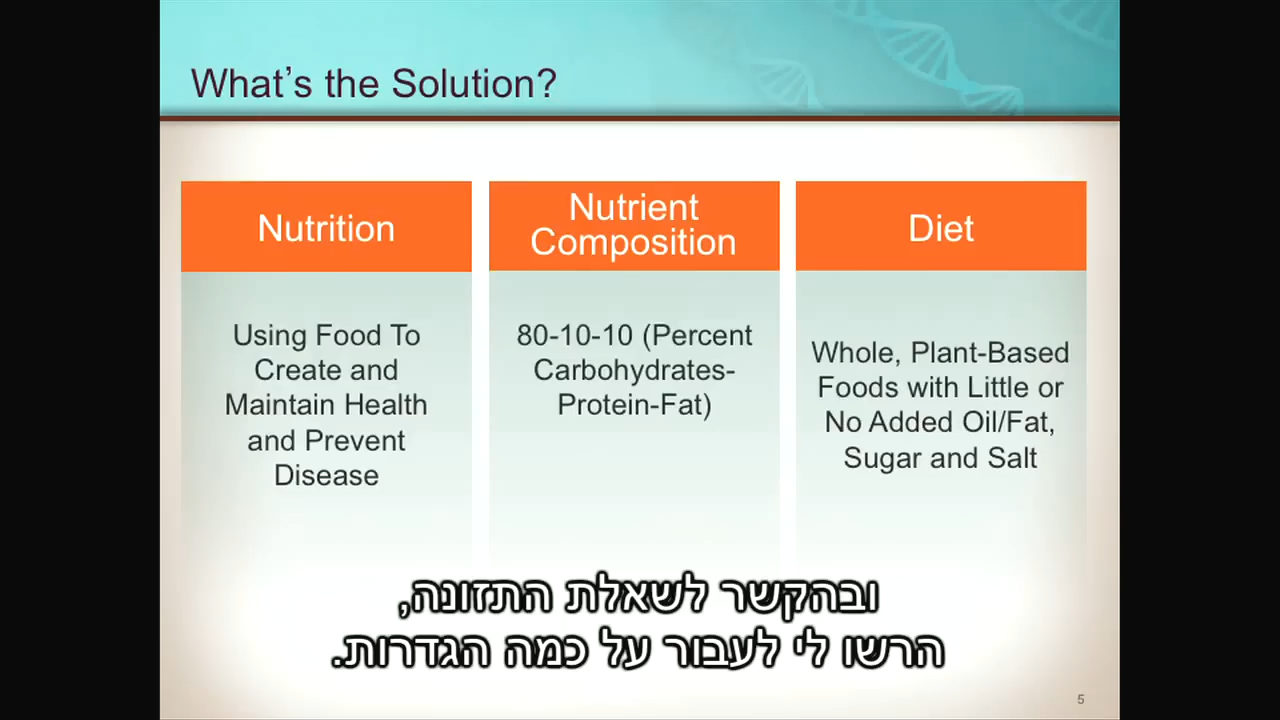 What’s the Solution?
Nutrition
Using Food To
Create and
Maintain Health
and Prevent
Disease
Nutrient
Composition
80-10-10 (Percent
Carbohydrates-
Protein-Fat)
Diet
Whole, Plant-Based
Foods with Little or
No Added Oil/Fat,
Sugar and Salt
ובהקשר לשאלת התזונה,
הרשו לי לעבור על כמה הגדרות.
5